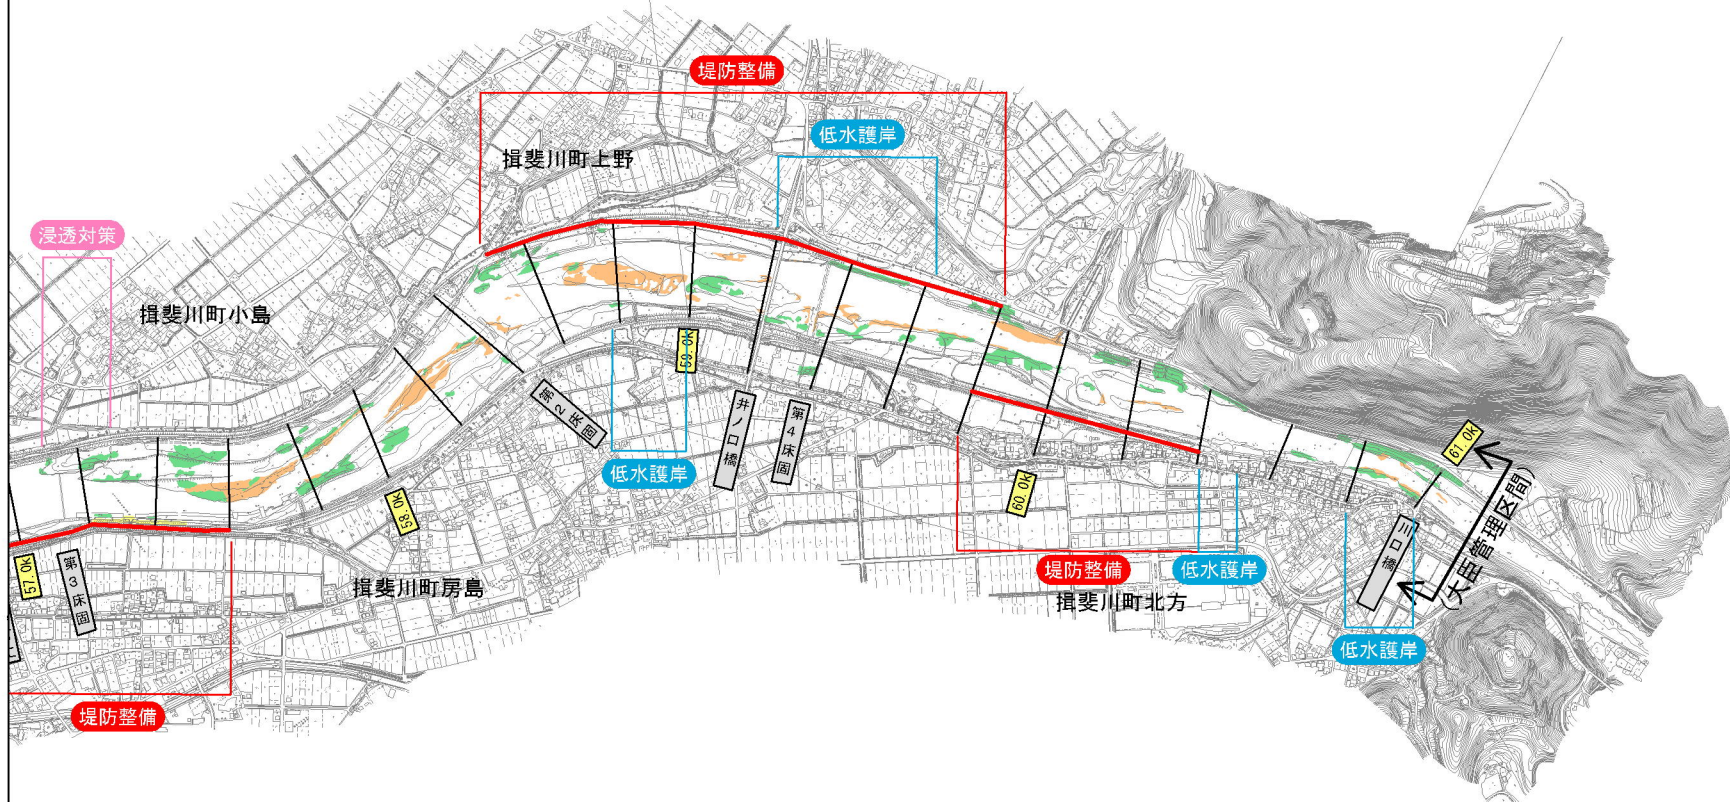 堤防整備
低水護岸
揖斐川町上野
浸透対策
揖斐川町小島
59.0K
第2床固
井ノ口橋
第4床固
低水護岸
61.0K
(大臣管理区間)
58.0K
60.0K
三口橋
57.0K
第3床固
揖斐川町房島
堤防整備
低水護岸
揖斐川町北方
低水護岸
堤防整備